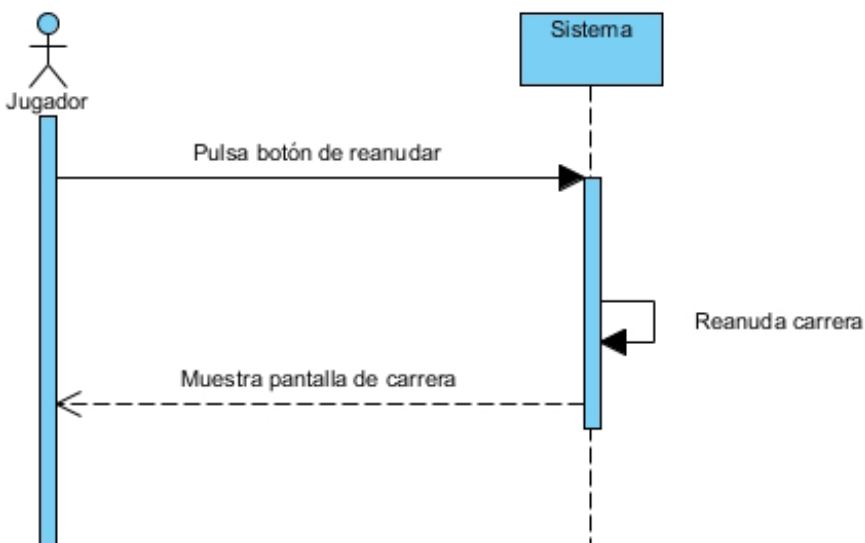 Sistema
Jugador
Pulsa botón de reanudar
Reanuda carrera
Muestra pantalla de carrera